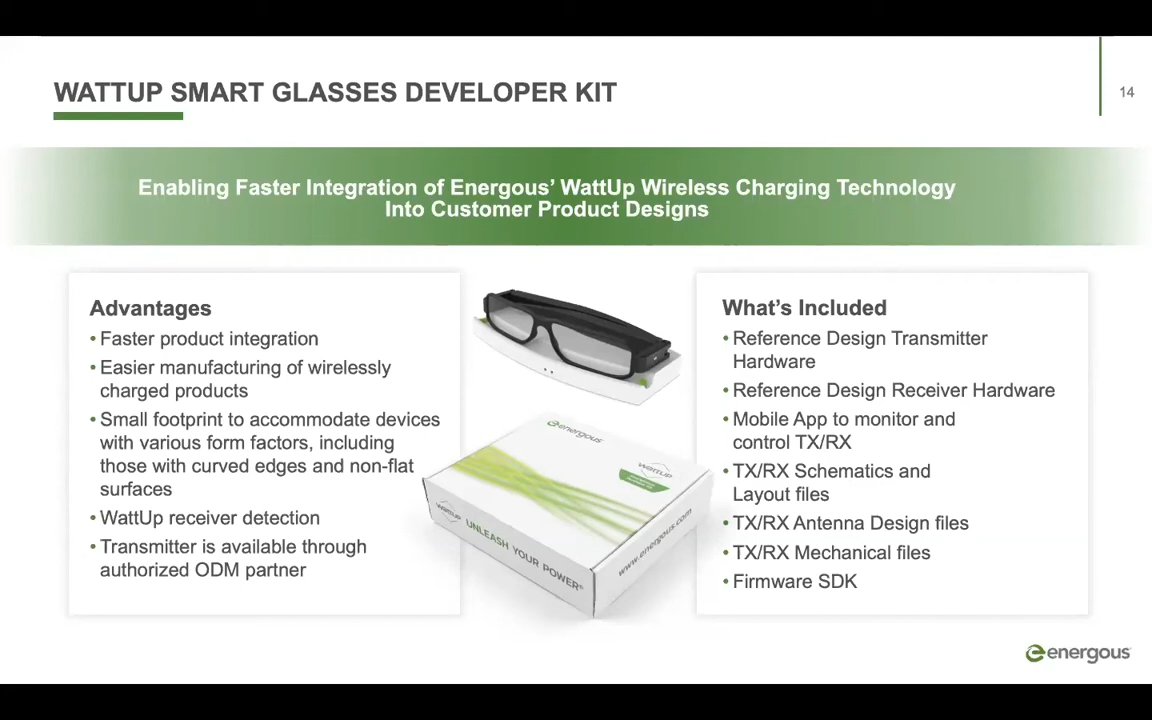 WATTUP SMART GLASSES DEVELOPER KIT
14
Enabling Faster Integration of Energous’ WattUp Wireless Charging Technology
Into Customer Product Designs
Advantages
• Faster product integration
• Easier manufacturing of wirelessly
charged products
• Small footprint to accommodate devices
with various form factors, including
those with curved edges and non-flat
surfaces
• WattUp receiver detection
• Transmitter is available through
authorized ODM partner
energous
WATTUP
WATTUP
UNLEASH YOUR POWER®
www.energous.com
What’s Included
• Reference Design Transmitter
Hardware
• Reference Design Receiver Hardware
• Mobile App to monitor and
control TX/RX
• TX/RX Schematics and
Layout files
• TX/RX Antenna Design files
• TX/RX Mechanical files
• Firmware SDK
energous